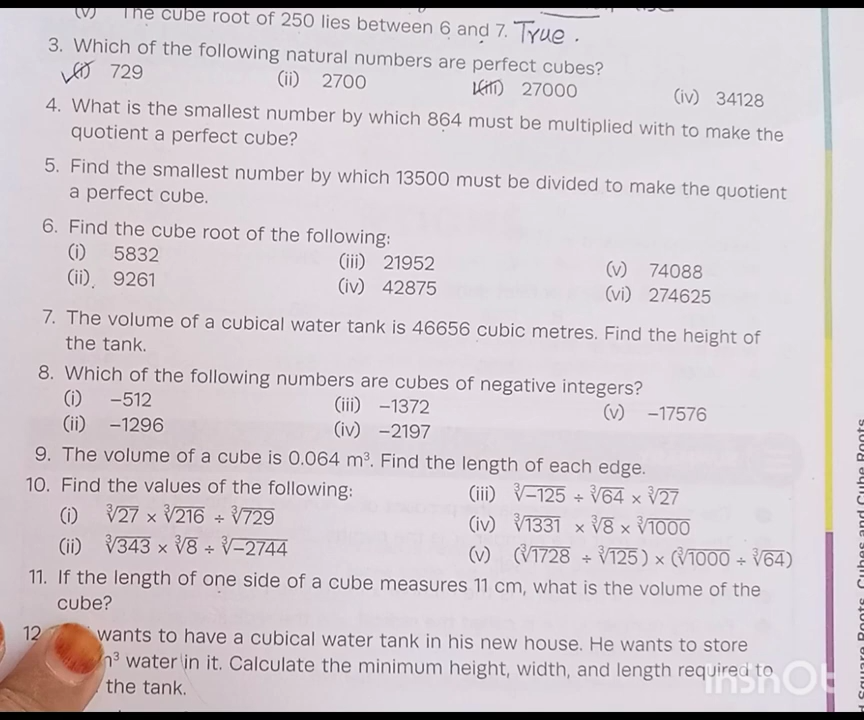 (v) The cube root of 250 lies between 6 and 7. True.
3. Which of the following natural numbers are perfect cubes?
(i) 729 (ii) 2700 (iii) 27000 (iv) 34128
4. What is the smallest number by which 864 must be multiplied with to make the
quotient a perfect cube?
5. Find the smallest number by which 13500 must be divided to make the quotient
a perfect cube.
6. Find the cube root of the following:
(i) 5832 (iii) 21952 (v) 74088
(ii) 9261 (iv) 42875 (vi) 274625
7. The volume of a cubical water tank is 46656 cubic metres. Find the height of
the tank.
8. Which of the following numbers are cubes of negative integers?
(i) –512 (iii) –1372 (v) –17576
(ii) –1296 (iv) –2197
9. The volume of a cube is 0.064 m³. Find the length of each edge.
10. Find the values of the following: (iii) ∛–125 ÷ ∛64 × ∛27
(i) ∛27 × ∛216 ÷ ∛729 (iv) ∛1331 × ∛8 × ∛1000
(ii) ∛343 × ∛8 ÷ ∛–2744 (v) (∛1728 ÷ ∛125) × (∛1000 ÷ ∛64)
11. If the length of one side of a cube measures 11 cm, what is the volume of the
cube?
12 wants to have a cubical water tank in his new house. He wants to store
water in it. Calculate the minimum height, width, and length required to
the tank.
InShOt
Square Roots, Cubes and Cube Roots